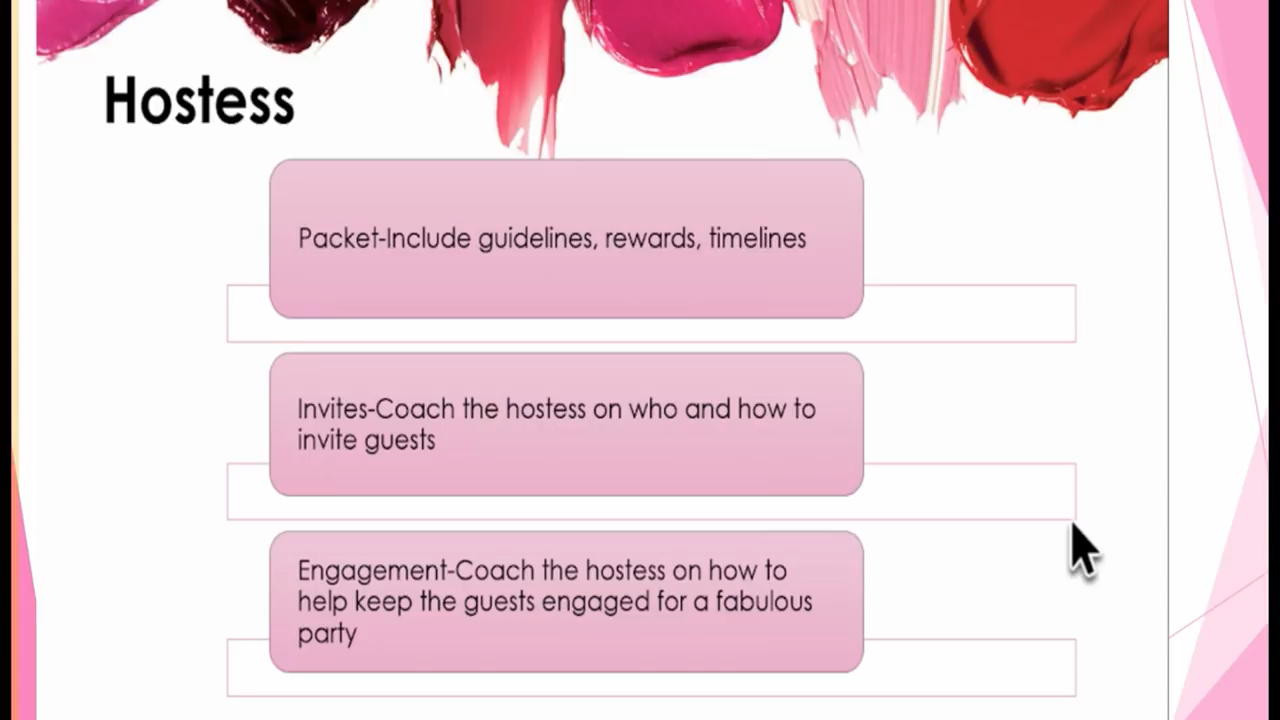 Hostess
Packet-Include guidelines, rewards, timelines
Invites-Coach the hostess on who and how to
invite guests
Engagement-Coach the hostess on how to
help keep the guests engaged for a fabulous
party